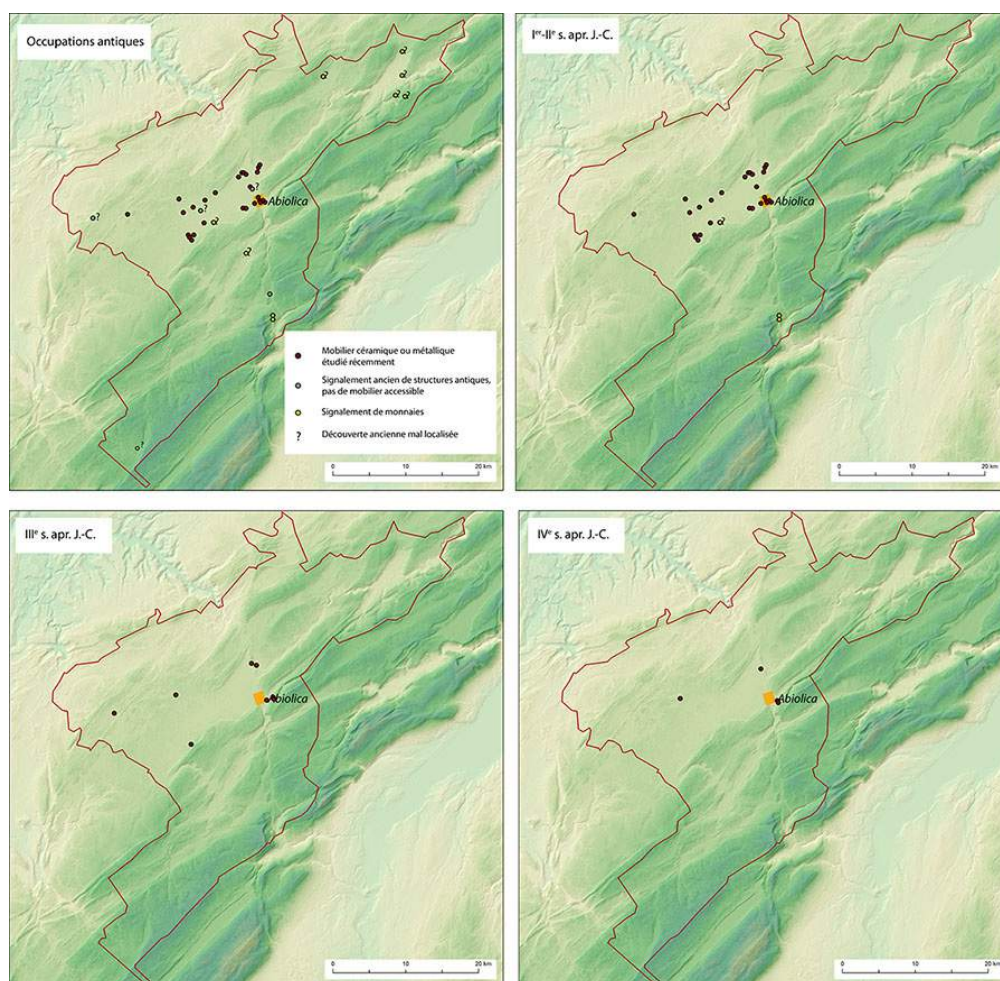 Occupations antiques
Abiolica
Mobilier céramique ou métallique
étudié récemment
Signalement ancien de structures antiques,
pas de mobilier accessible
Signalement de monnaies
? Découverte ancienne mal localisée
0 10 20 km
Ier-IIe s. apr. J.-C.
Abiolica
0 10 20 km
IIIe s. apr. J.-C.
Abiolica
0 10 20 km
IVe s. apr. J.-C.
Abiolica
0 10 20 km